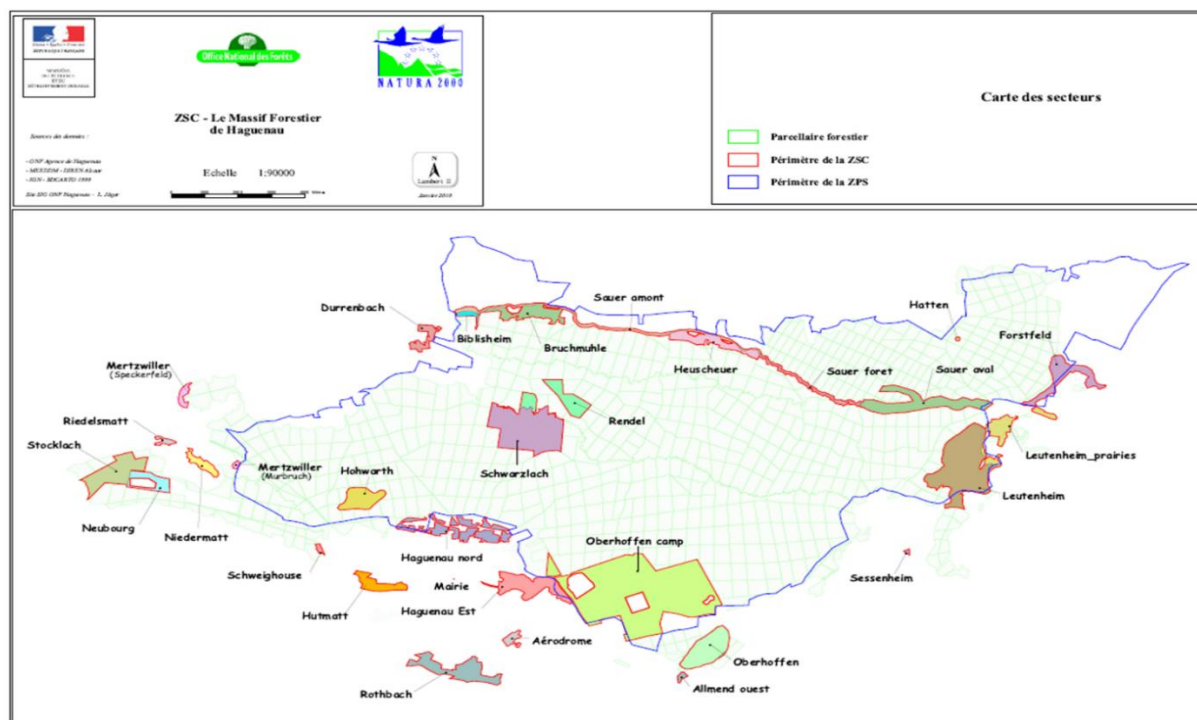 RÉPUBLIQUE FRANÇAISE
Office National des Forêts
NATURA 2000
ZSC - Le Massif Forestier
de Haguenau
Sources des données :
- ONF Agence de Haguenau
Echelle 1:90000
N
Lambert II
Janvier 2010
Carte des secteurs
Parcellaire forestier
Périmètre de la ZSC
Périmètre de la ZPS
Durrenbach
Sauer amont
Hatten
Biblisheim
Bruchmuhle
Forstfeld
Mertzwiller
(Speckerfeld)
Heuscheuer
Sauer foret
Sauer aval
Riedelsmatt
Rendel
Stocklach
Leutenheim_prairies
Mertzwiller
(Murbruch)
Hohwarth
Schwarzlach
Leutenheim
Neubourg
Niedermatt
Haguenau nord
Oberhoffen camp
Schweighouse
Mairie
Sessenheim
Hutmatt
Haguenau Est
Aérodrome
Oberhoffen
Rothbach
Allmend ouest